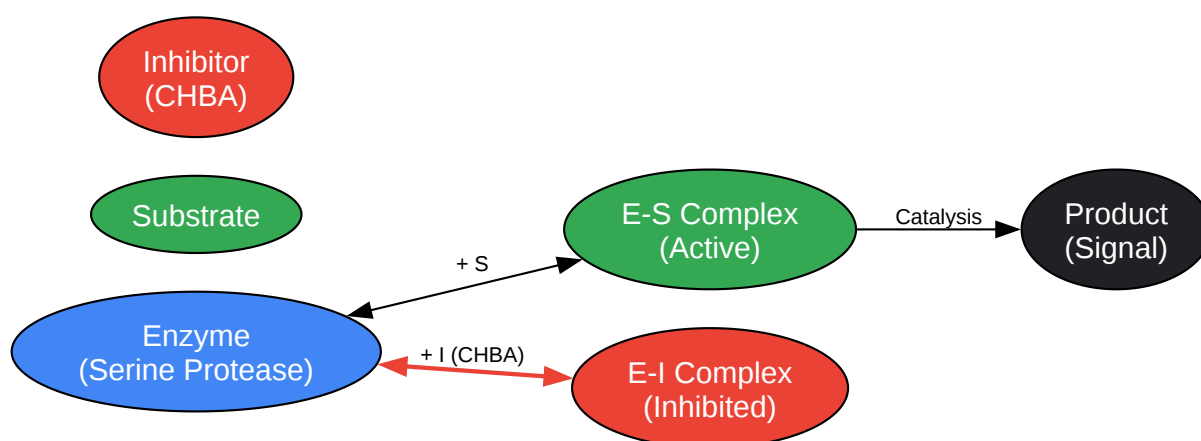 Inhibitor
(CHBA)
Substrate
E-S Complex
(Active)
Catalysis
Product
(Signal)
+ S
Enzyme
(Serine Protease)
+ I (CHBA)
E-I Complex
(Inhibited)